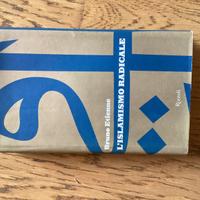 Bruno Etienne
L'ISLAMISMO RADICALE
Rizzoli